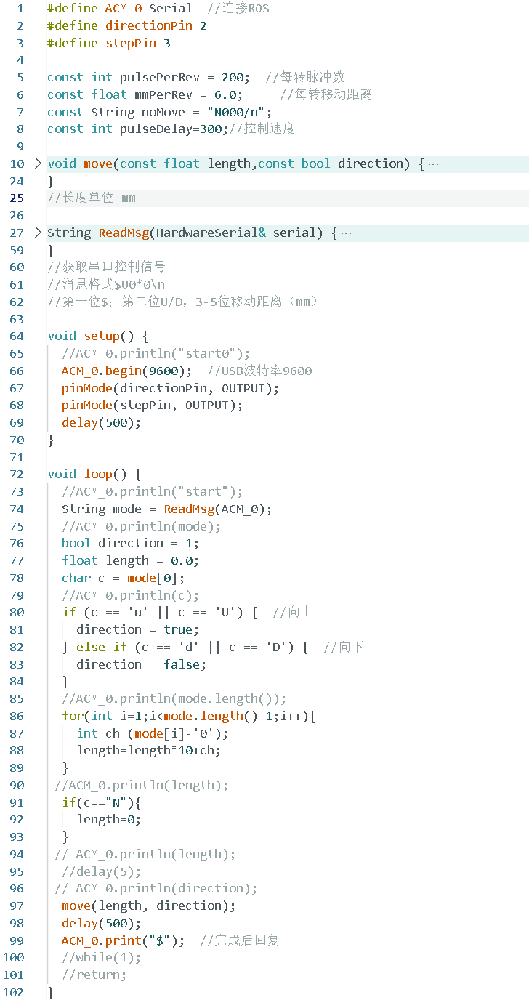 1 #define ACM_0 Serial  //连接ROS
2 #define directionPin 2
3 #define stepPin 3
4
5 const int pulsePerRev = 200;  //每转脉冲数
6 const float mmPerRev = 6.0;     //每转移动距离
7 const String noMove = "N000/n";
8 const int pulseDelay=300;//控制速度
9
10 void move(const float length,const bool direction) {…
24 }
25 //长度单位 mm
26
27 String ReadMsg(HardwareSerial& serial) {…
59 }
60 //获取串口控制信号
61 //消息格式$U0*0\n
62 //第一位$；第二位U/D，3-5位移动距离（mm）
63
64 void setup() {
65   //ACM_0.println("start0");
66   ACM_0.begin(9600);  //USB波特率9600
67   pinMode(directionPin, OUTPUT);
68   pinMode(stepPin, OUTPUT);
69   delay(500);
70 }
71
72 void loop() {
73   //ACM_0.println("start");
74   String mode = ReadMsg(ACM_0);
75   //ACM_0.println(mode);
76   bool direction = 1;
77   float length = 0.0;
78   char c = mode[0];
79   //ACM_0.println(c);
80   if (c == 'u' || c == 'U') {  //向上
81     direction = true;
82   } else if (c == 'd' || c == 'D') {  //向下
83     direction = false;
84   }
85   //ACM_0.println(mode.length());
86   for(int i=1;i<mode.length()-1;i++){
87     int ch=(mode[i]-'0');
88     length=length*10+ch;
89   }
90  //ACM_0.println(length);
91   if(c=="N"){
92     length=0;
93   }
94  // ACM_0.println(length);
95   //delay(5);
96  // ACM_0.println(direction);
97   move(length, direction);
98   delay(500);
99   ACM_0.print("$");  //完成后回复
100   //while(1);
101   //return;
102 }